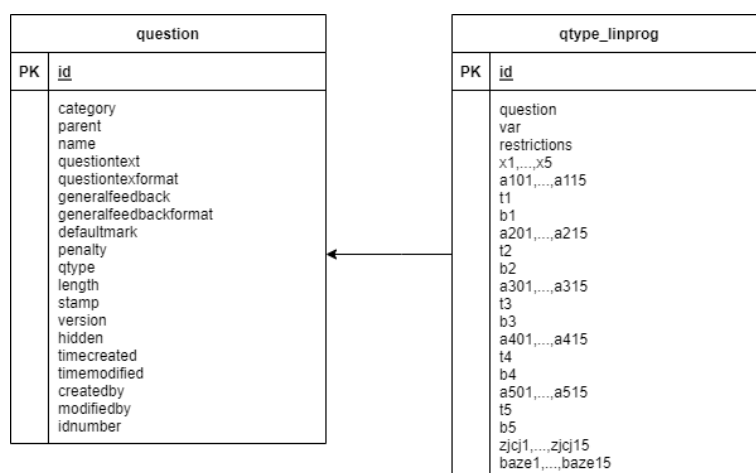 question
PK id
category
parent
name
questiontext
questiontexformat
generalfeedback
generalfeedbackformat
defaultmark
penalty
qtype
length
stamp
version
hidden
timecreated
timemodified
createdby
modifiedby
idnumber
qtype_linprog
PK id
question
var
restrictions
x1,...,x5
a101,...,a115
t1
b1
a201,...,a215
t2
b2
a301,...,a315
t3
b3
a401,...,a415
t4
b4
a501,...,a515
t5
b5
zjcj1,...,zjcj15
baze1,...,baze15